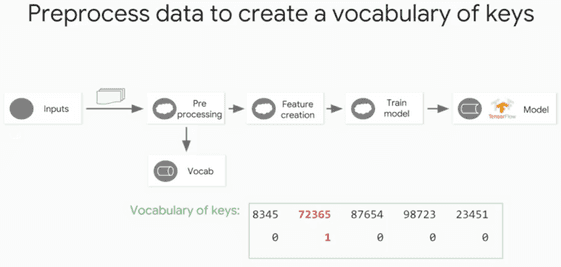 Preprocess data to create a vocabulary of keys
Inputs
Pre
processing
Feature
creation
Train
model
TensorFlow
Model
Vocab
Vocabulary of keys:
8345 72365 87654 98723 23451
0 1 0 0 0